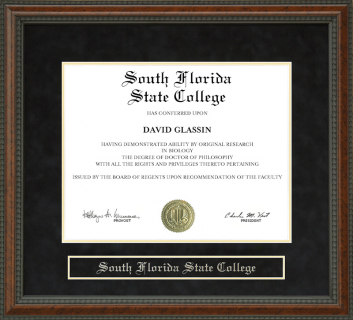 South Florida
State College
HAS CONFERRED UPON
DAVID GLASSIN
HAVING DEMONSTRATED ABILITY BY ORIGINAL RESEARCH
IN BIOLOGY
THE DEGREE OF DOCTOR OF PHILOSOPHY
WITH ALL THE RIGHTS AND PRIVILEGES THERETO PERTAINING
ISSUED BY THE BOARD OF REGENTS UPON RECOMMENDATION OF THE FACULTY
PROVOST
PRESIDENT
South Florida State College